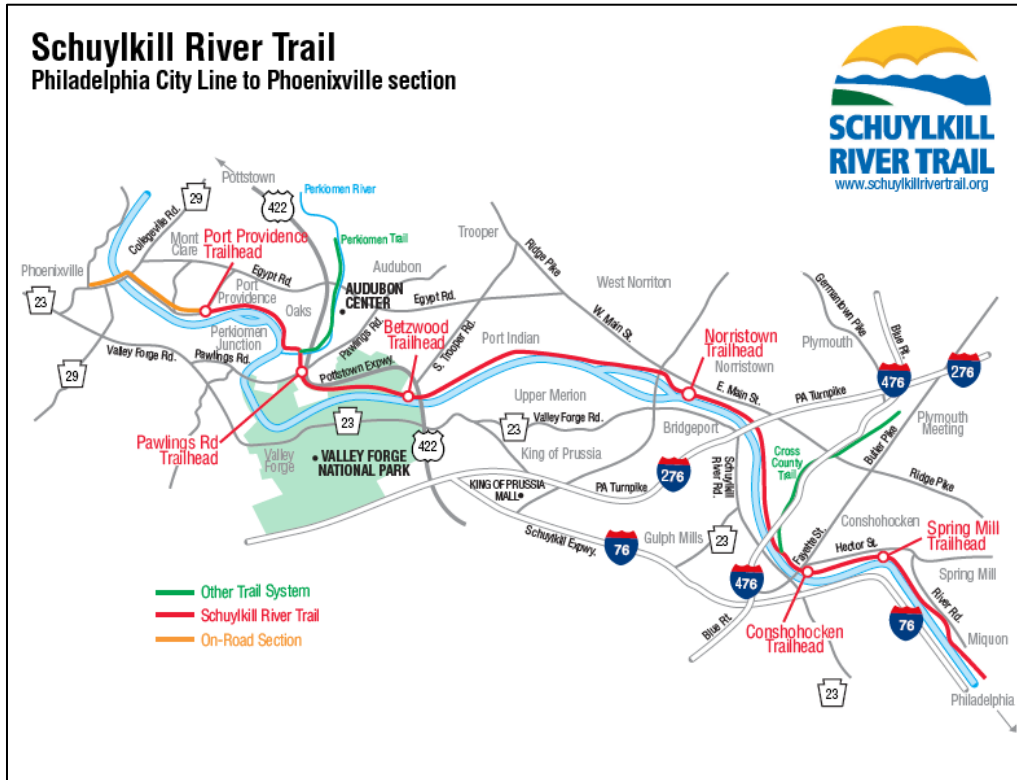 Schuylkill River Trail
Philadelphia City Line to Phoenixville section
SCHUYLKILL
RIVER TRAIL
www.schuylkillrivertrail.org
Pottstown
29
422
Perkiomen River
Collegeville Rd.
Mont
Clare
Port Providence
Trailhead
Perkiomen Trail
Trooper
Ridge Pike
Phoenixville
Egypt Rd.
Audubon
West Norriton
Germantown Pike
23
Port
Providence
Oaks
AUDUBON
CENTER
Egypt Rd.
W. Main St.
Blue Rt.
Perkiomen
Junction
Pawlings Rd.
Betzwood
Trailhead
S. Trooper Rd.
Port Indian
Norristown
Trailhead
Norristown
Plymouth
476
276
Valley Forge Rd.
Pawlings Rd.
Pottstown Expwy.
E. Main St.
PA Turnpike
29
Upper Merion
Plymouth
Meeting
23
Valley Forge Rd.
23
Bridgeport
Butler Pike
Pawlings Rd
Trailhead
Valley
Forge
VALLEY FORGE
NATIONAL PARK
422
King of Prussia
Schuylkill
River Rd.
Cross
County
Trail
276
Ridge Pike
KING OF PRUSSIA
MALL
PA Turnpike
Schuylkill Expwy.
76
Gulph Mills
23
Fayette St.
Conshohocken
Hector St.
Spring Mill
Trailhead
Spring Mill
476
Other Trail System
Schuylkill River Trail
On-Road Section
Blue Rt.
Conshohocken
Trailhead
76
River Rd.
Miquon
23
Philadelphia